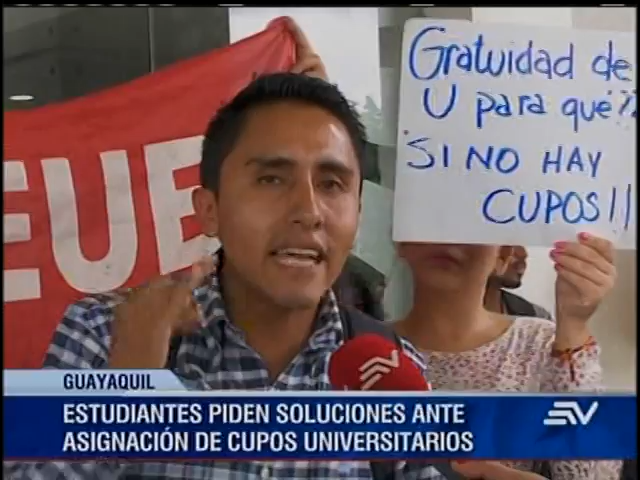 Gratuidad de
U para qué??
SI NO HAY
CUPOS!!
EUE
GUAYAQUIL
ESTUDIANTES PIDEN SOLUCIONES ANTE
ASIGNACIÓN DE CUPOS UNIVERSITARIOS